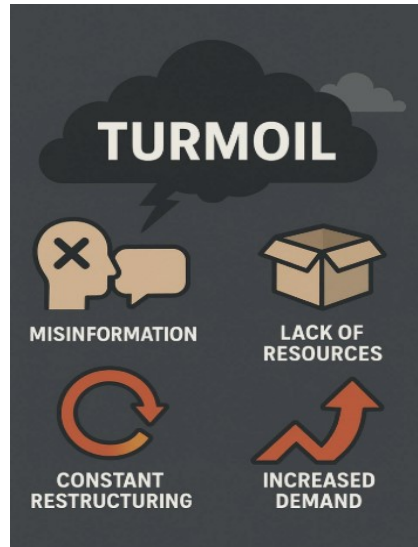 TURMOIL
MISINFORMATION
LACK OF
RESOURCES
CONSTANT
RESTRUCTURING
INCREASED
DEMAND